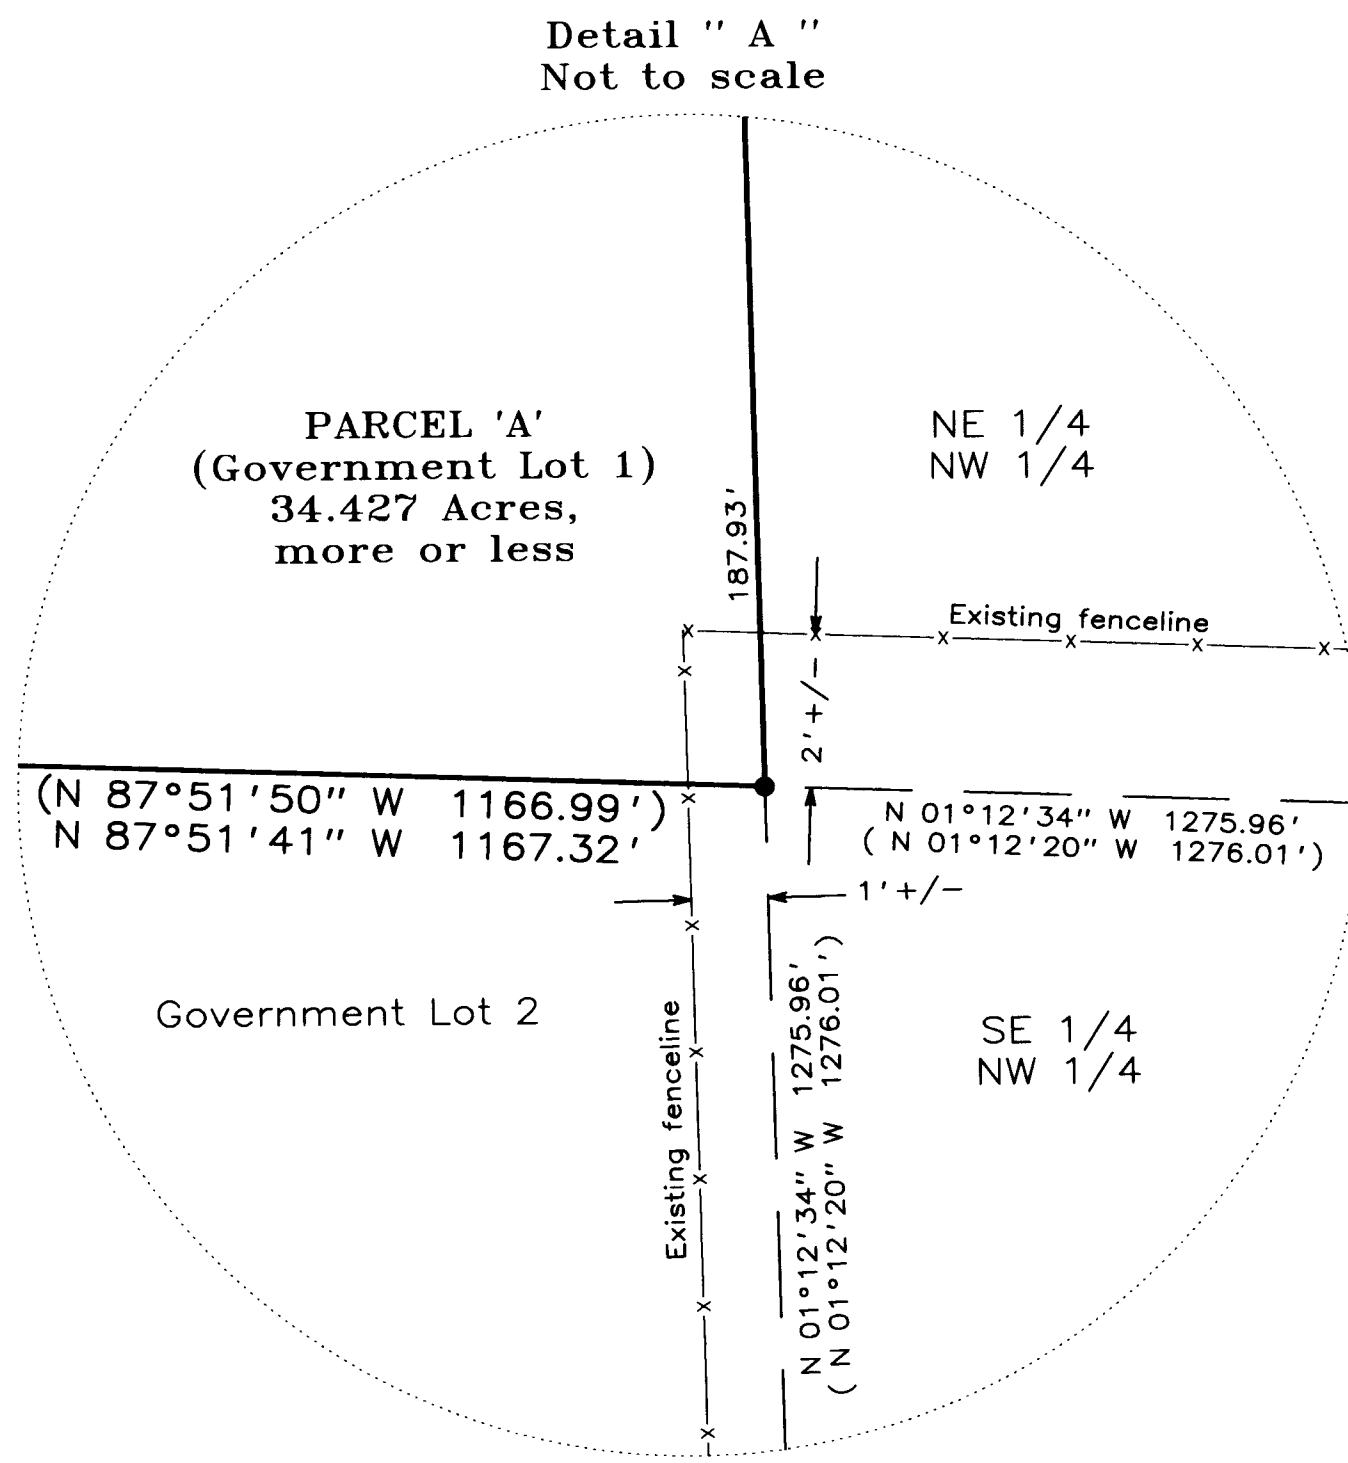 Detail " A "
Not to scale
PARCEL 'A'
(Government Lot 1)
34.427 Acres,
more or less
NE 1/4
NW 1/4
187.93'
Existing fenceline
2'+/-
(N 87°51'50" W 1166.99')
N 87°51'41" W 1167.32'
N 01°12'34" W 1275.96'
( N 01°12'20" W 1276.01')
1'+/-
Government Lot 2
Existing fenceline
N 01°12'34" W 1275.96'
( N 01°12'20" W 1276.01')
SE 1/4
NW 1/4